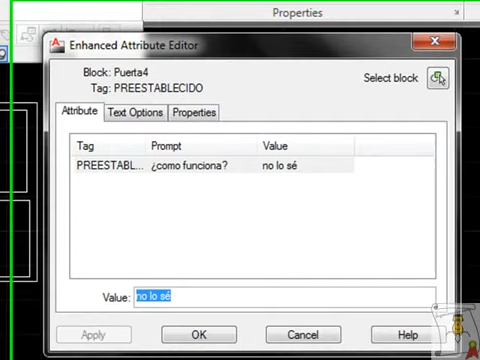 Properties
Enhanced Attribute Editor
Block: Puerta4
Tag: PREESTABLECIDO
Select block
Attribute Text Options Properties
Tag Prompt Value
PREESTABL... ¿como funciona? no lo sé
Value: no lo sé
Apply OK Cancel Help